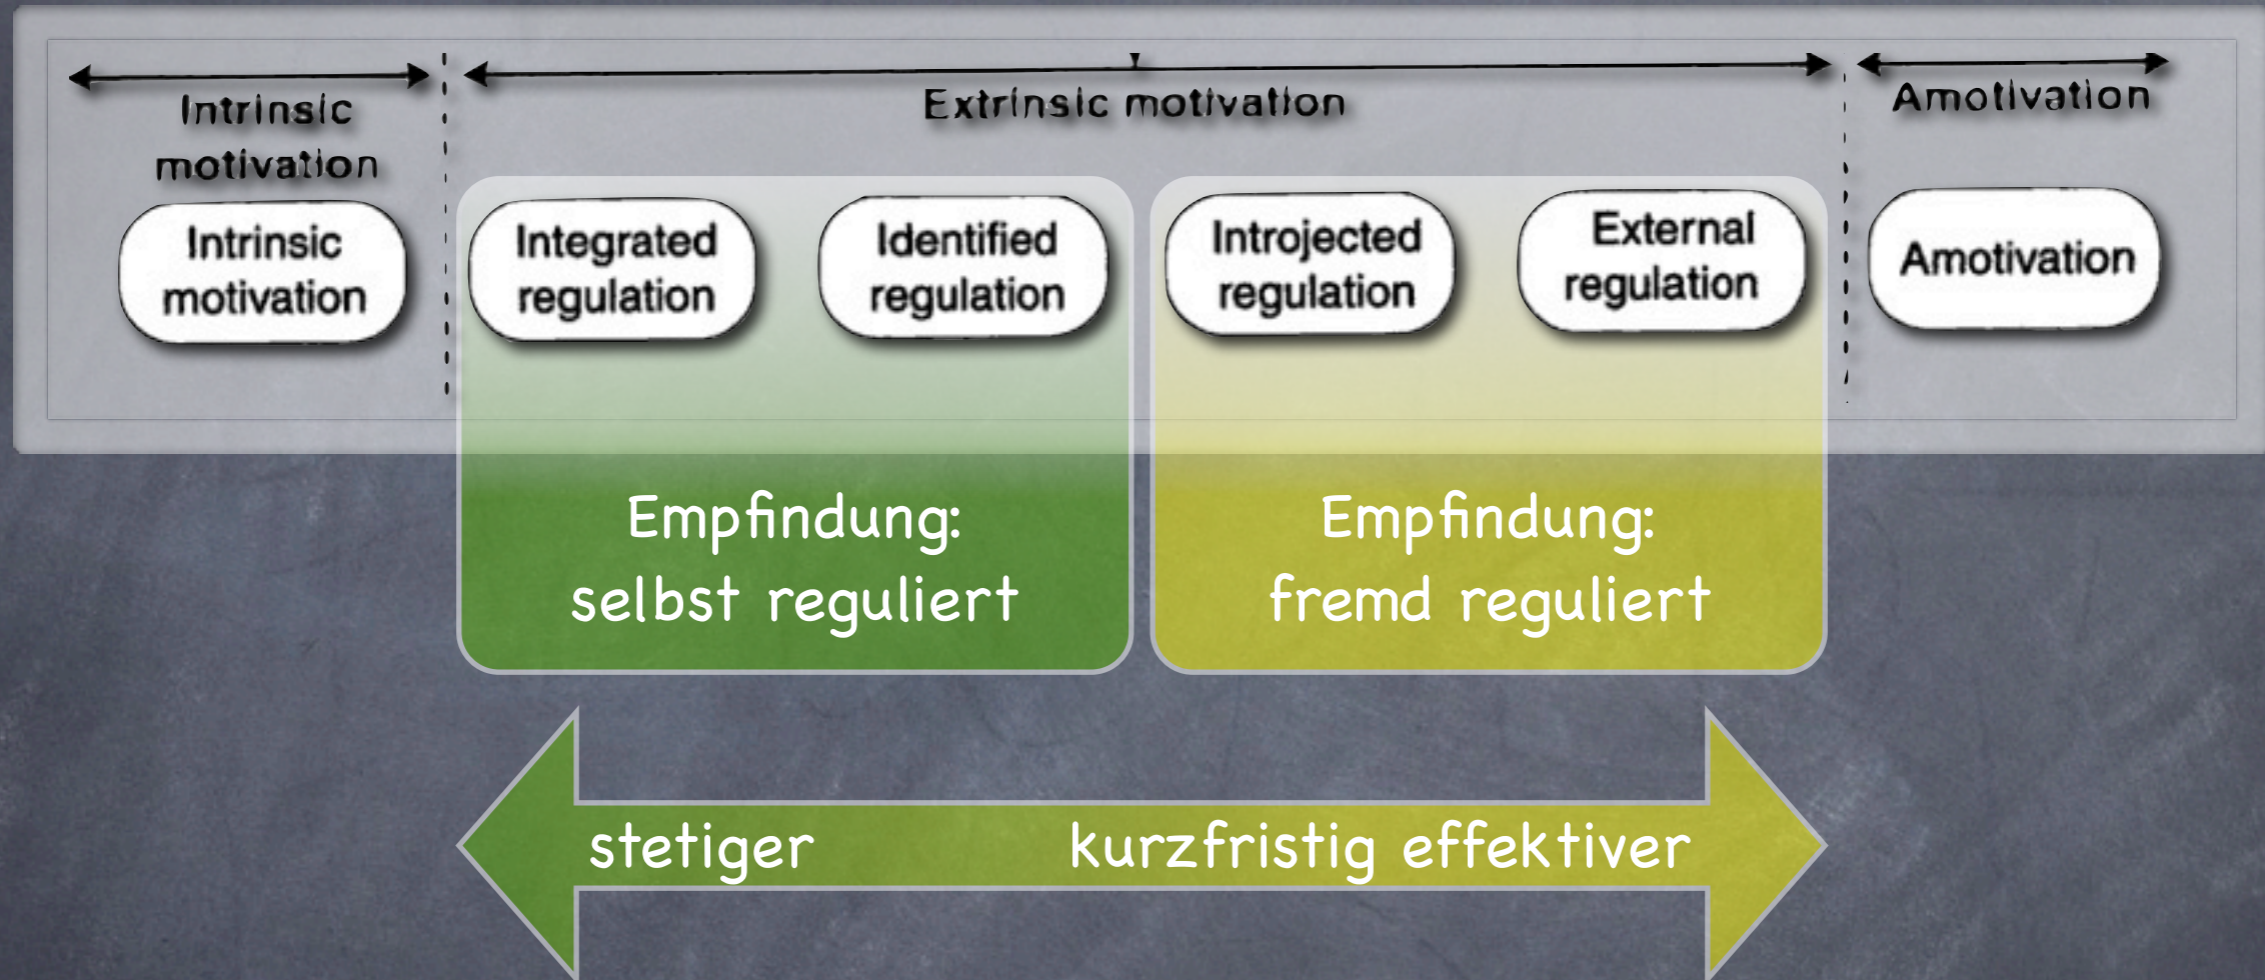 Intrinsic
motivation
Extrinsic motivation
Amotivation
Intrinsic
motivation
Integrated
regulation
Identified
regulation
Introjected
regulation
External
regulation
Amotivation
Empfindung:
selbst reguliert
Empfindung:
fremd reguliert
stetiger
kurzfristig effektiver